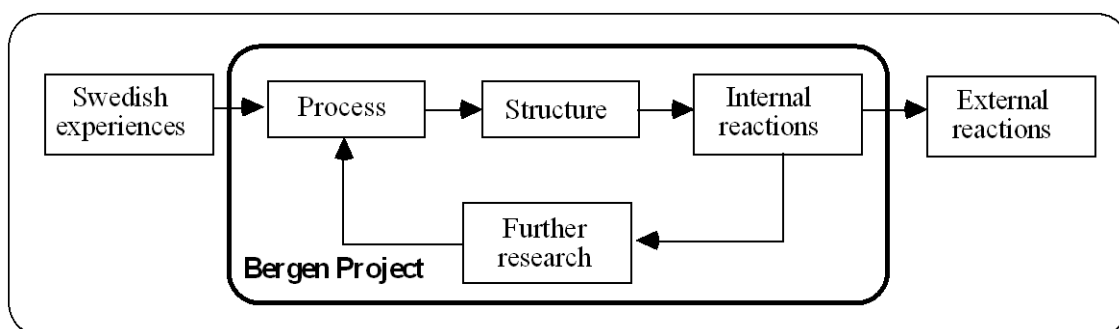 Swedish
experiences
Process
Structure
Internal
reactions
External
reactions
Further
research
Bergen Project